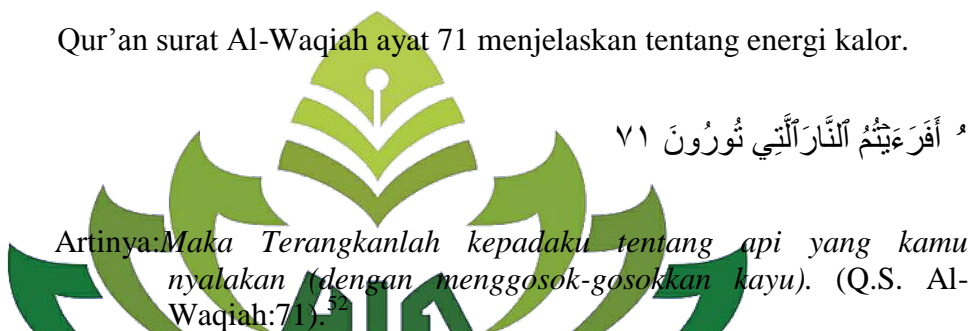 Qur'an surat Al-Waqiah ayat 71 menjelaskan tentang energi kalor.
أَفَرَءَيۡتُمُ ٱلنَّارَٱلَّتِي تُورُونَ ٧١
Artinya:Maka Terangkanlah kepadaku tentang api yang kamu
nyalakan (dengan menggosok-gosokkan kayu). (Q.S. Al-
Waqiah:71).52